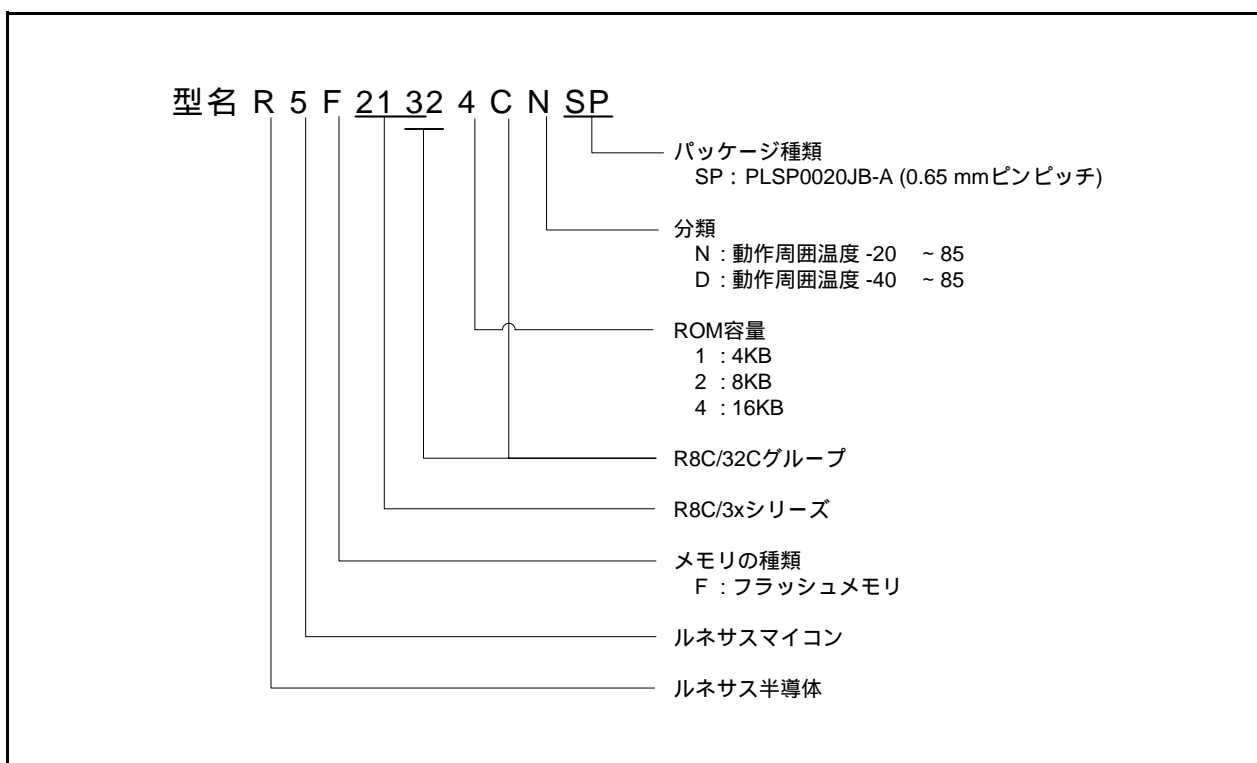 型名 R 5 F 21 32 4 C N SP
パッケージ種類
SP : PLSP0020JB-A (0.65 mmピンピッチ)
分類
N : 動作周囲温度 -20 ~ 85
D : 動作周囲温度 -40 ~ 85
ROM容量
1 : 4KB
2 : 8KB
4 : 16KB
R8C/32Cグループ
R8C/3xシリーズ
メモリの種類
F : フラッシュメモリ
ルネサスマイコン
ルネサス半導体